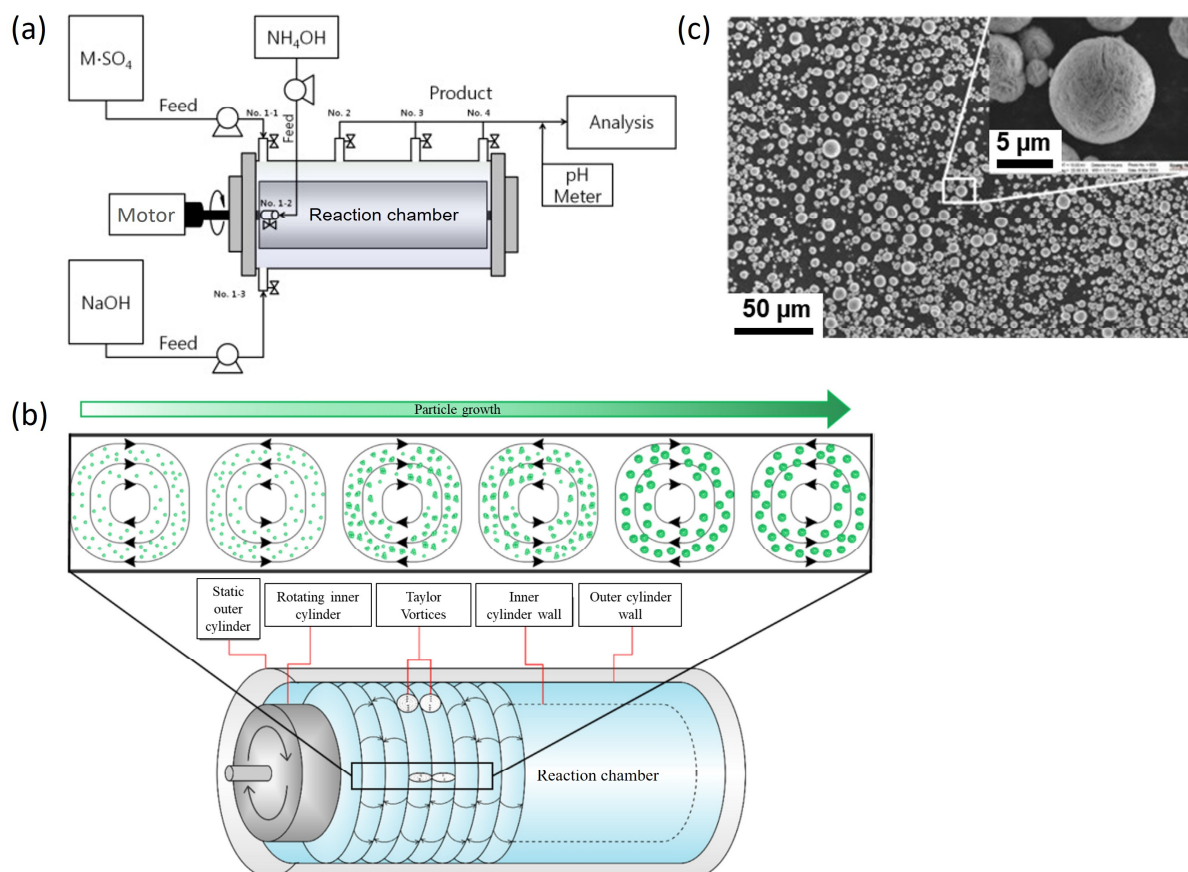 (a)
M·SO₄
NH₄OH
Feed
No. 1-1
Feed
No. 2
No. 3
No. 4
Product
Analysis
pH
Meter
Motor
No. 1-2
Reaction chamber
NaOH
No. 1-3
Feed
(c)
5 µm
50 µm
(b)
Particle growth
Static
outer
cylinder
Rotating inner
cylinder
Taylor
Vortices
Inner
cylinder wall
Outer cylinder
wall
Reaction chamber